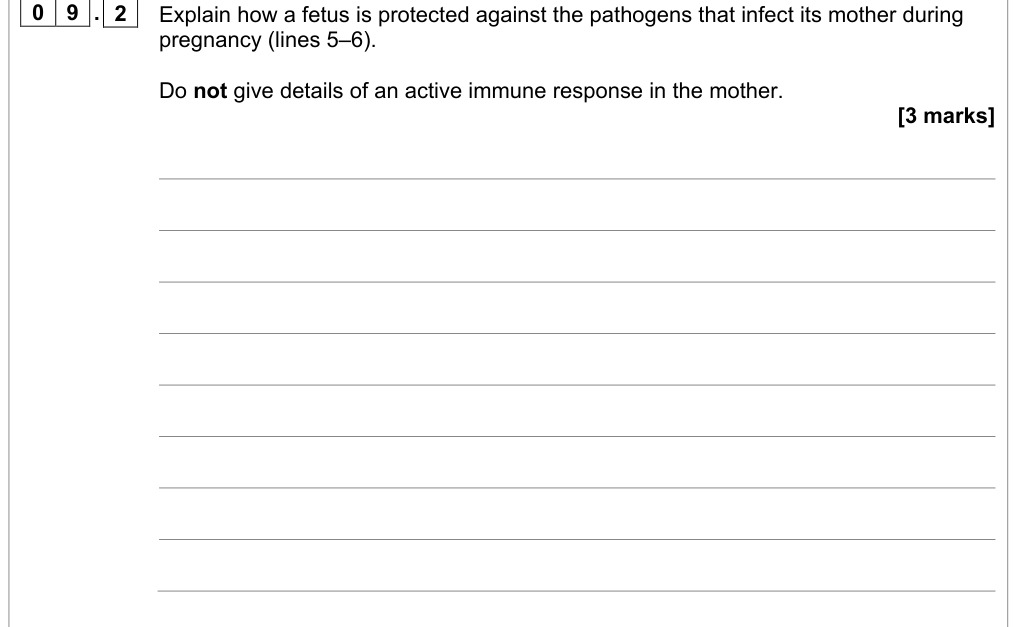 0 9 . 2 Explain how a fetus is protected against the pathogens that infect its mother during
pregnancy (lines 5–6).
Do not give details of an active immune response in the mother.
[3 marks]